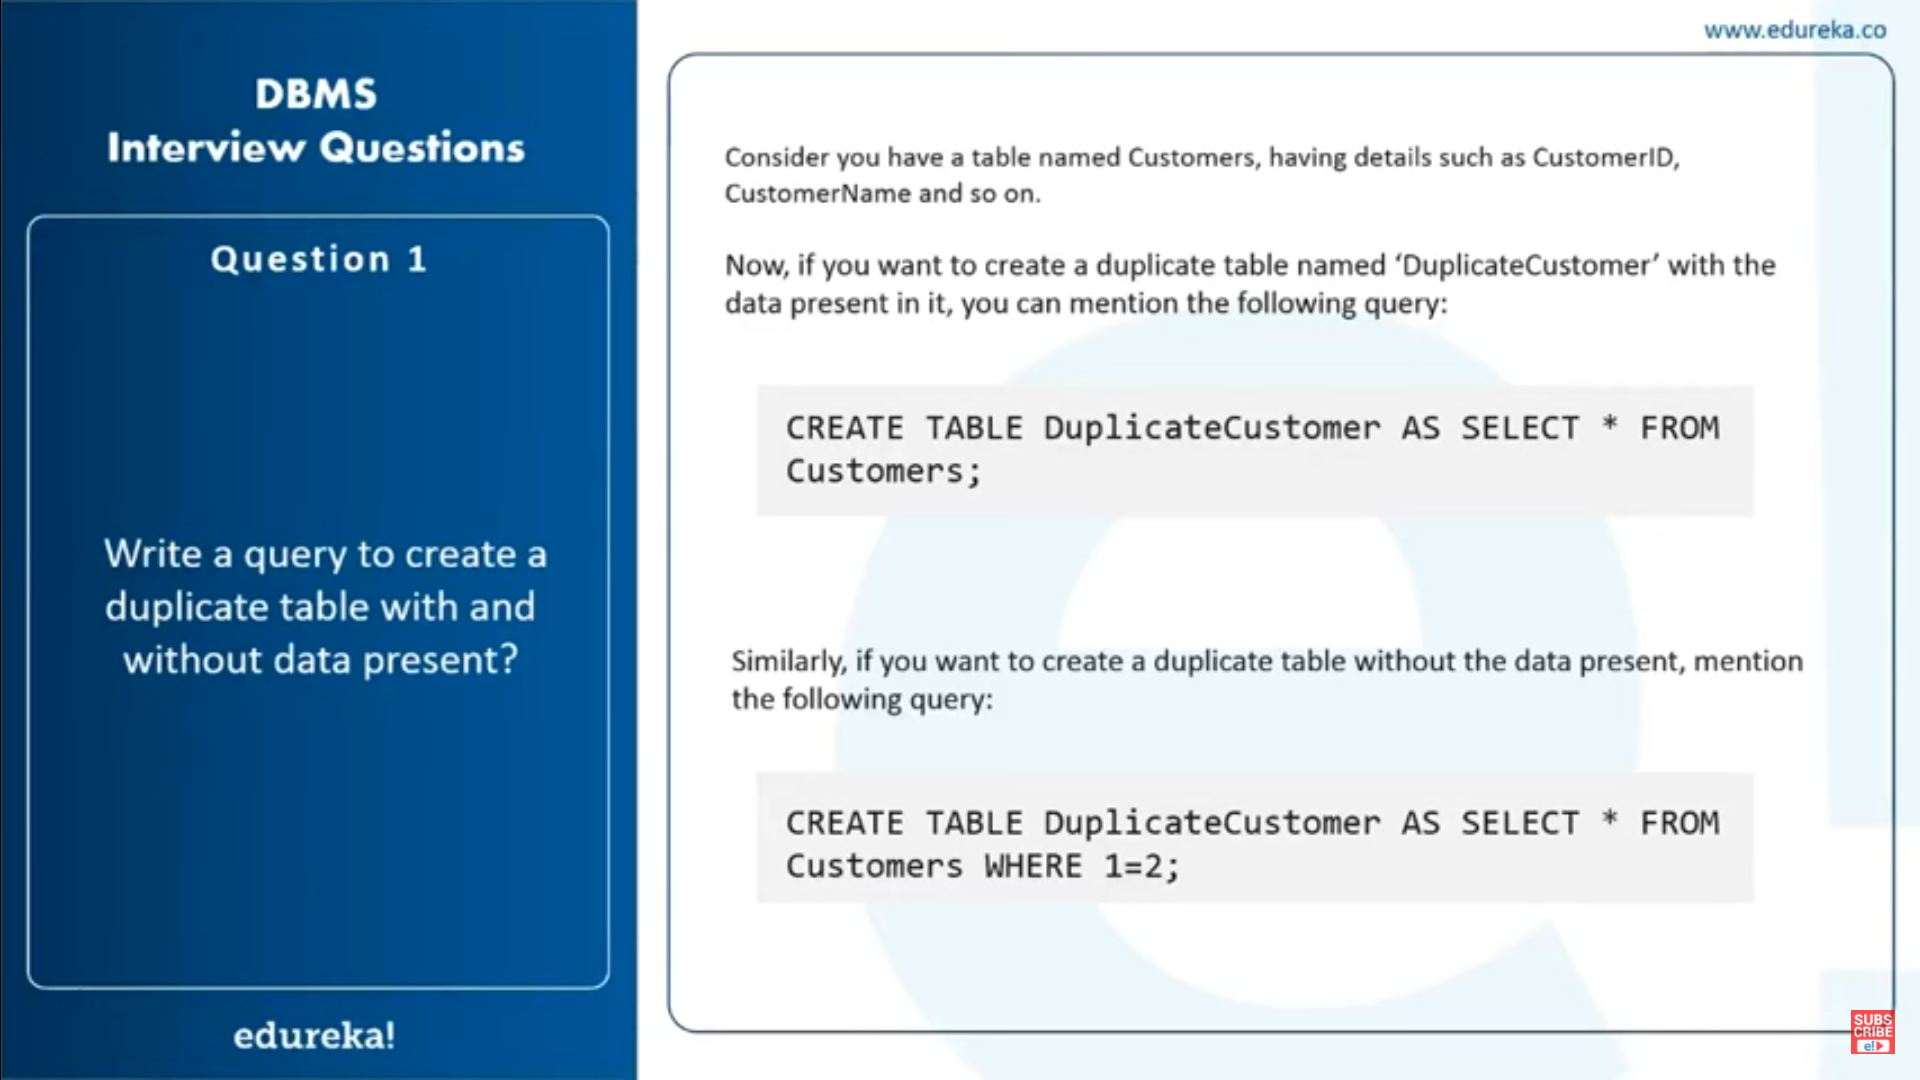 www.edureka.co
DBMS
Interview Questions
Question 1
Write a query to create a
duplicate table with and
without data present?
edureka!
Consider you have a table named Customers, having details such as CustomerID,
CustomerName and so on.
Now, if you want to create a duplicate table named ‘DuplicateCustomer’ with the
data present in it, you can mention the following query:
CREATE TABLE DuplicateCustomer AS SELECT * FROM
Customers;
Similarly, if you want to create a duplicate table without the data present, mention
the following query:
CREATE TABLE DuplicateCustomer AS SELECT * FROM
Customers WHERE 1=2;
SUBS
CRIBE
e!